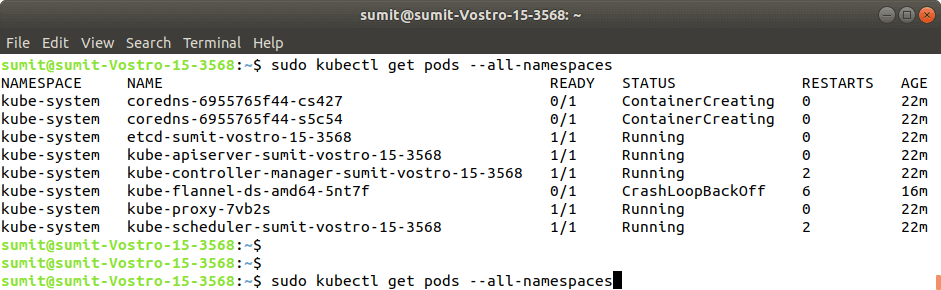 sumit@sumit-Vostro-15-3568: ~
File Edit View Search Terminal Help
sumit@sumit-Vostro-15-3568:~$ sudo kubectl get pods --all-namespaces
NAMESPACE NAME READY STATUS RESTARTS AGE
kube-system coredns-6955765f44-cs427 0/1 ContainerCreating 0 22m
kube-system coredns-6955765f44-s5c54 0/1 ContainerCreating 0 22m
kube-system etcd-sumit-vostro-15-3568 1/1 Running 0 22m
kube-system kube-apiserver-sumit-vostro-15-3568 1/1 Running 0 22m
kube-system kube-controller-manager-sumit-vostro-15-3568 1/1 Running 2 22m
kube-system kube-flannel-ds-amd64-5nt7f 0/1 CrashLoopBackOff 6 16m
kube-system kube-proxy-7vb2s 1/1 Running 0 22m
kube-system kube-scheduler-sumit-vostro-15-3568 1/1 Running 2 22m
sumit@sumit-Vostro-15-3568:~$
sumit@sumit-Vostro-15-3568:~$
sumit@sumit-Vostro-15-3568:~$ sudo kubectl get pods --all-namespaces